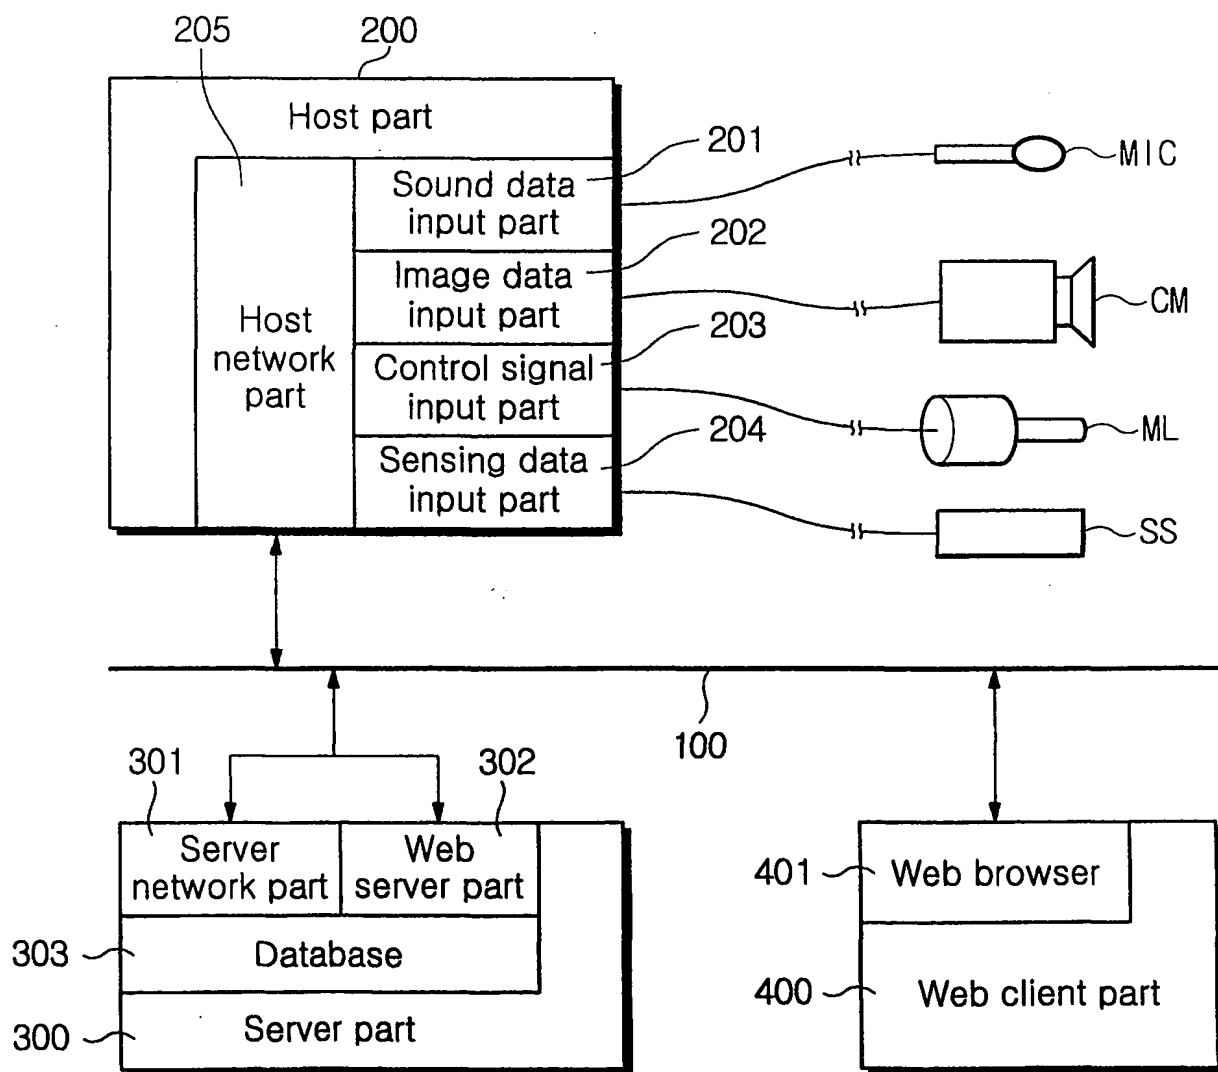 205
200
Host part
201
Sound data
input part
MIC
202
Image data
input part
CM
Host
network
part
203
Control signal
input part
ML
204
Sensing data
input part
SS
100
301
302
Server
network part
Web
server part
401
Web browser
303
Database
400
Web client part
300
Server part